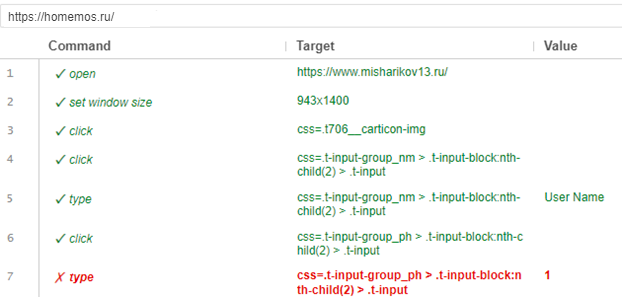 https://homemos.ru/
Command Target Value
1 ✓ open https://www.misharikov13.ru/
2 ✓ set window size 943x1400
3 ✓ click css=.t706__carticon-img
4 ✓ click css=.t-input-group_nm > .t-input-block:nth-
child(2) > .t-input
5 ✓ type css=.t-input-group_nm > .t-input-block:nth- User Name
child(2) > .t-input
6 ✓ click css=.t-input-group_ph > .t-input-block:nth-c
hild(2) > .t-input
7 ✗ type css=.t-input-group_ph > .t-input-block:n 1
th-child(2) > .t-input